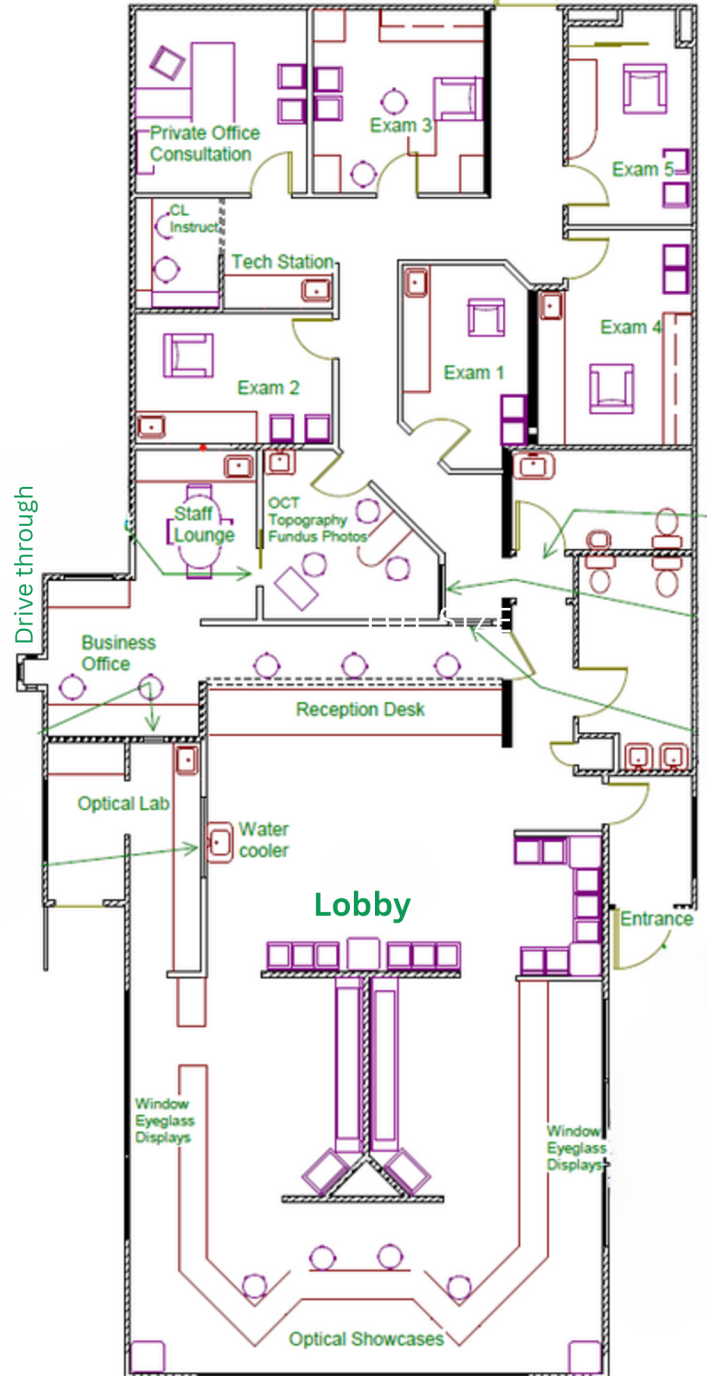 Private Office
Consultation
Exam 3
Exam 5
CL
Instruct
Tech Station
Exam 4
Exam 1
Exam 2
Staff
Lounge
OCT
Topography
Fundus Photos
Drive through
Business
Office
Reception Desk
Optical Lab
Water
cooler
Lobby
Entrance
Window
Eyeglass
Displays
Window
Eyeglass
Displays
Optical Showcases